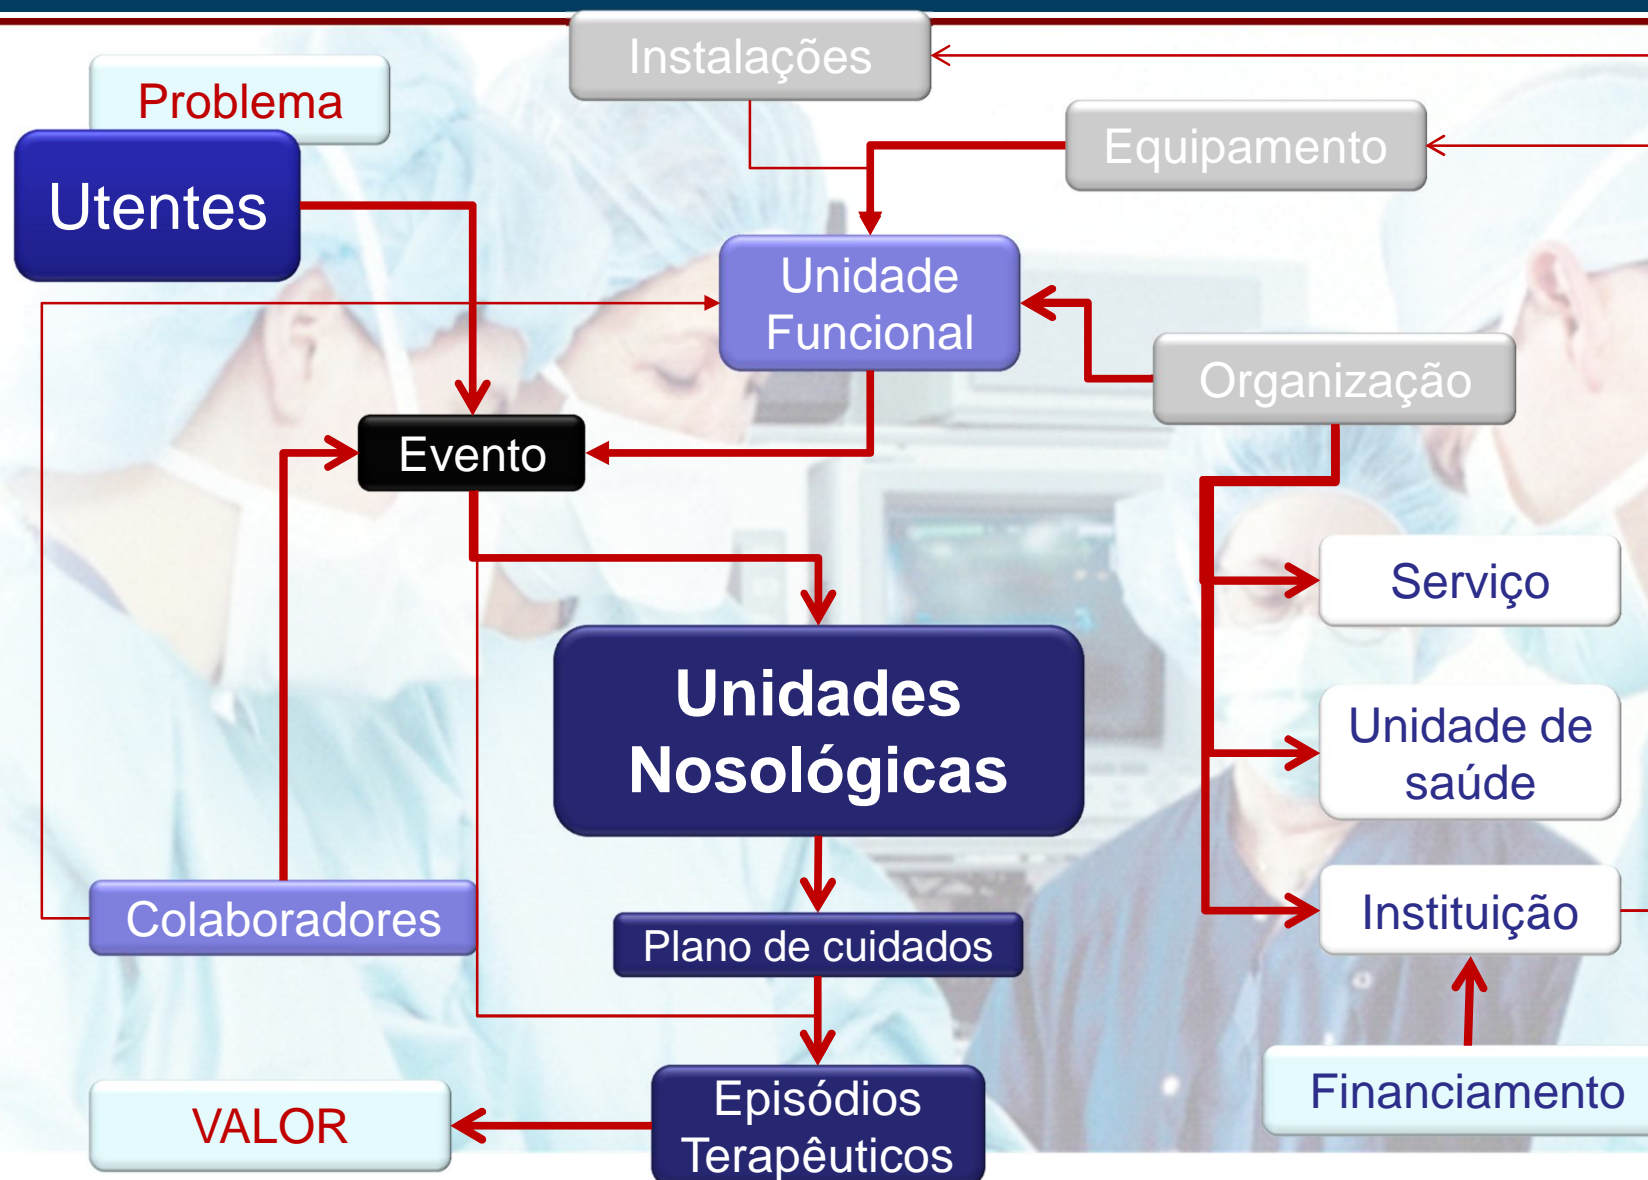 Instalações
Problema
Equipamento
Utentes
Unidade
Funcional
Organização
Evento
Serviço
Unidades
Nosológicas
Unidade de
saúde
Colaboradores
Instituição
Plano de cuidados
Financiamento
VALOR
Episódios
Terapêuticos